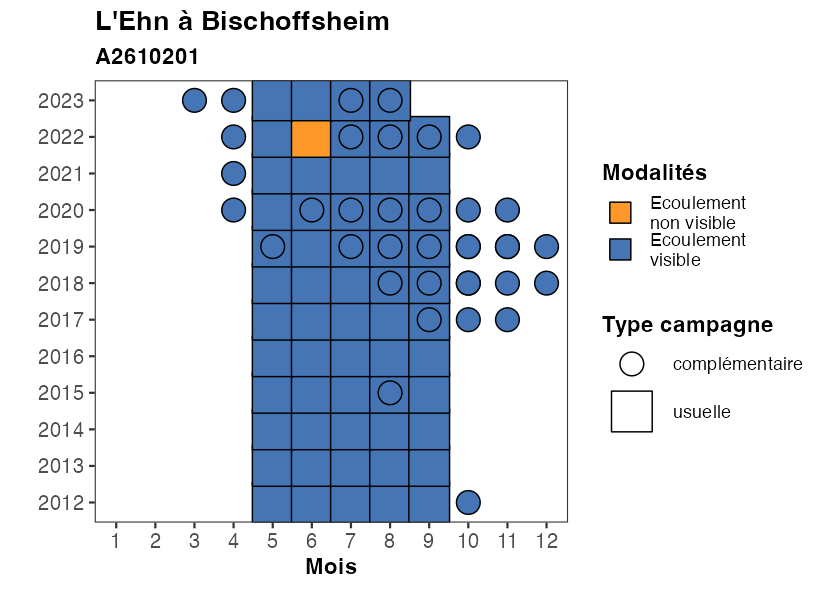 L'Ehn à Bischoffsheim
A2610201
2023
2022
2021
2020
2019
2018
2017
2016
2015
2014
2013
2012
1 2 3 4 5 6 7 8 9 10 11 12
Mois
Modalités
Ecoulement
non visible
Ecoulement
visible
Type campagne
complémentaire
usuelle